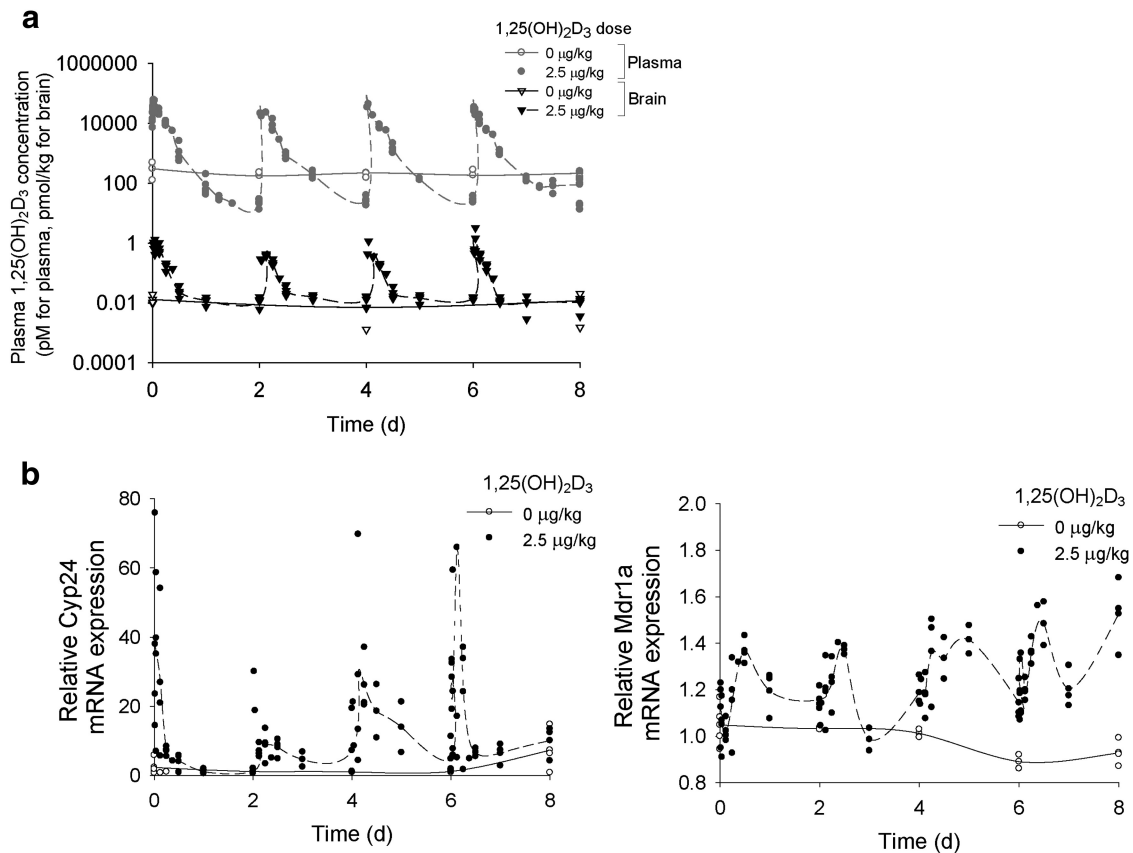 a
1,25(OH)2D3 dose
0 μg/kg
2.5 μg/kg
Plasma
0 μg/kg
2.5 μg/kg
Brain
Plasma 1,25(OH)2D3 concentration
(pM for plasma, pmol/kg for brain)
1000000
10000
100
1
0.01
0.0001
0 2 4 6 8
Time (d)
b
1,25(OH)2D3
0 μg/kg
2.5 μg/kg
Relative Cyp24
mRNA expression
80
60
40
20
0
0 2 4 6 8
Time (d)
1,25(OH)2D3
0 μg/kg
2.5 μg/kg
Relative Mdr1a
mRNA expression
2.0
1.8
1.6
1.4
1.2
1.0
0.8
0 2 4 6 8
Time (d)